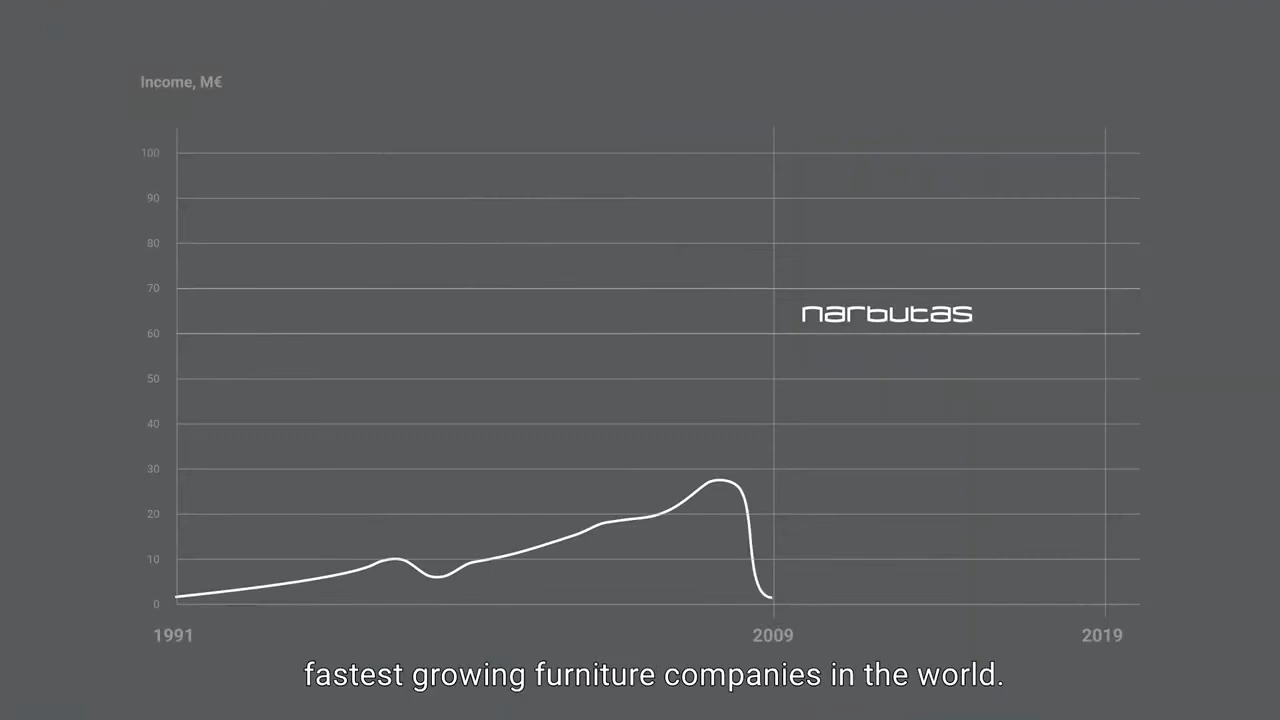 Income, M€
100
90
80
70
narbutas
60
50
40
30
20
10
0
1991 2009 2019
fastest growing furniture companies in the world.